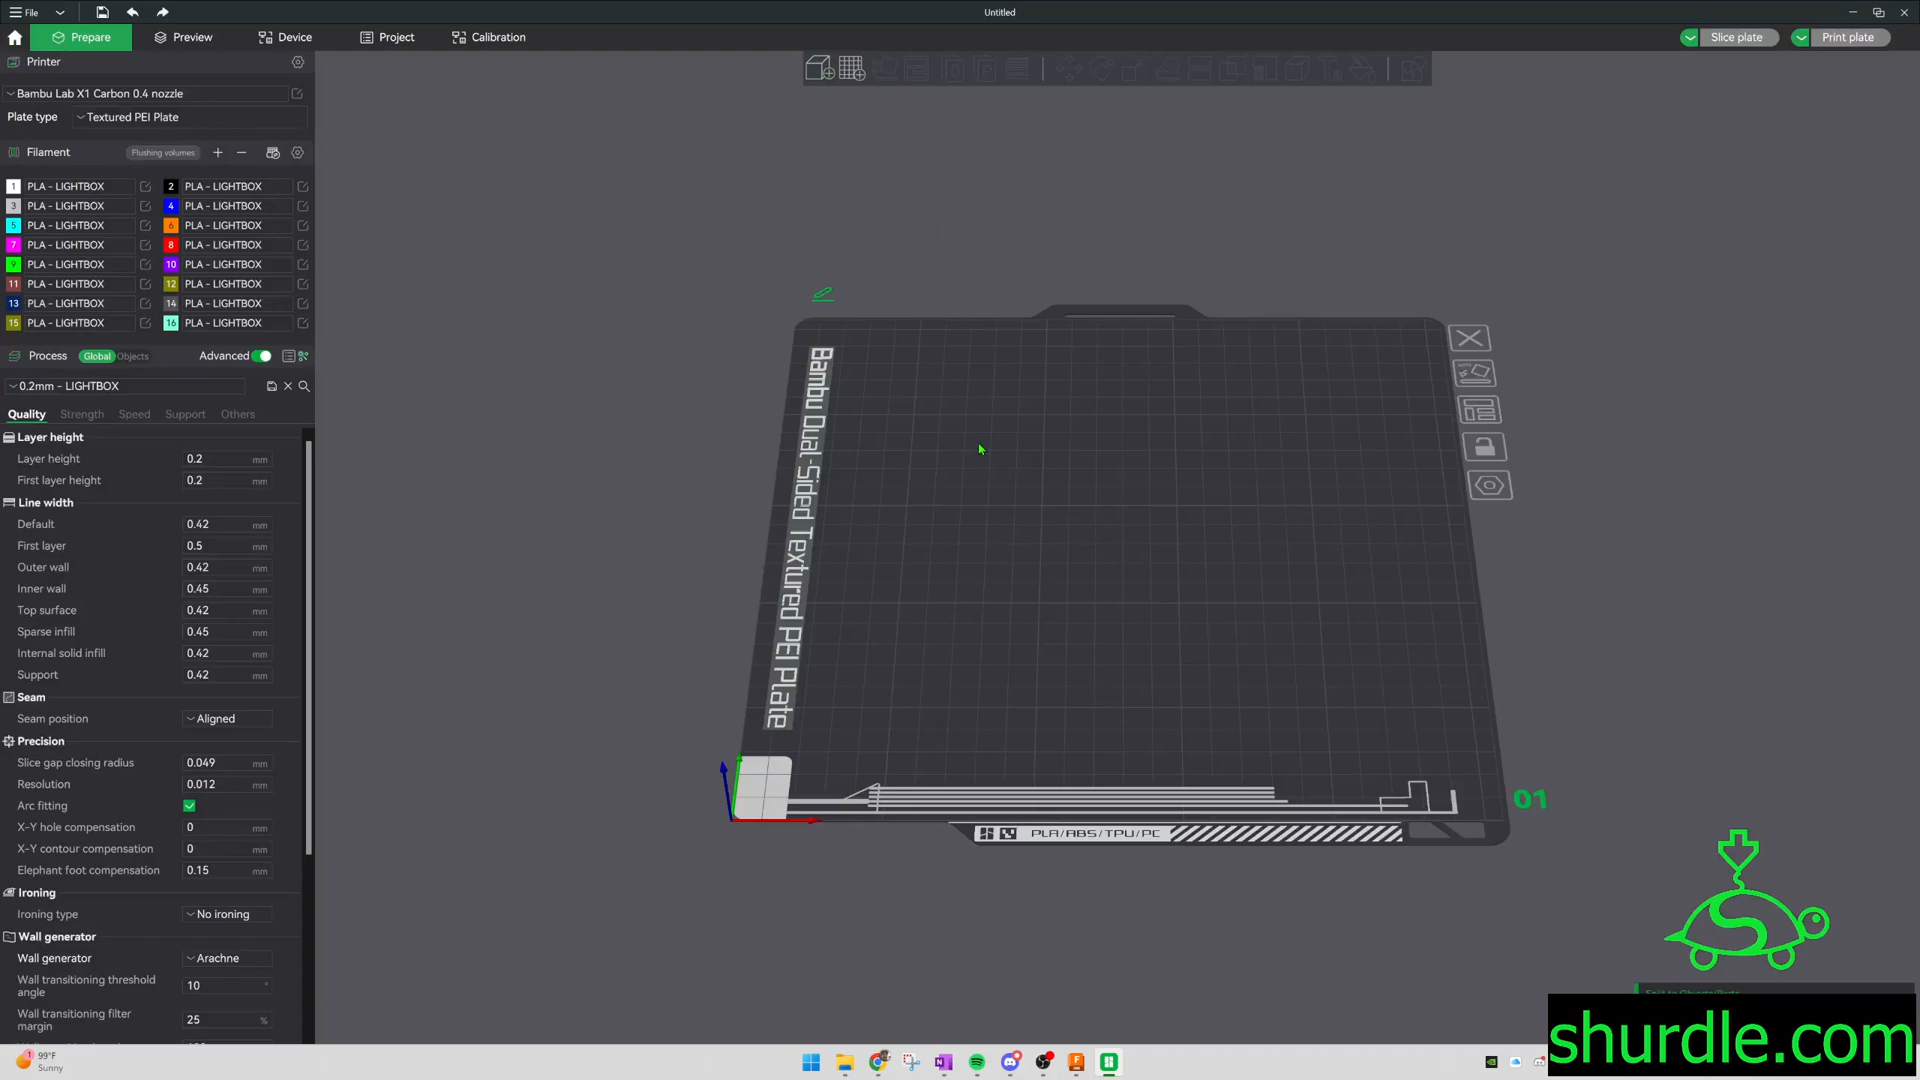 File
Untitled
Prepare
Preview
Device
Project
Calibration
Slice plate
Print plate
Printer
Bambu Lab X1 Carbon 0.4 nozzle
Plate type Textured PEI Plate
Filament Flushing volumes
1 PLA - LIGHTBOX 2 PLA - LIGHTBOX
3 PLA - LIGHTBOX 4 PLA - LIGHTBOX
5 PLA - LIGHTBOX 6 PLA - LIGHTBOX
7 PLA - LIGHTBOX 8 PLA - LIGHTBOX
9 PLA - LIGHTBOX 10 PLA - LIGHTBOX
11 PLA - LIGHTBOX 12 PLA - LIGHTBOX
13 PLA - LIGHTBOX 14 PLA - LIGHTBOX
15 PLA - LIGHTBOX 16 PLA - LIGHTBOX
Process Global Objects Advanced
0.2mm - LIGHTBOX
Quality Strength Speed Support Others
Layer height
Layer height 0.2 mm
First layer height 0.2 mm
Line width
Default 0.42 mm
First layer 0.5 mm
Outer wall 0.42 mm
Inner wall 0.45 mm
Top surface 0.42 mm
Sparse infill 0.45 mm
Internal solid infill 0.42 mm
Support 0.42 mm
Seam
Seam position Aligned
Precision
Slice gap closing radius 0.049 mm
Resolution 0.012 mm
Arc fitting
X-Y hole compensation 0 mm
X-Y contour compensation 0 mm
Elephant foot compensation 0.15 mm
Ironing
Ironing type No ironing
Wall generator
Wall generator Arachne
Wall transitioning threshold
angle 10 °
Wall transitioning filter
margin 25 %
Bambu Dual-Sided Textured PEI Plate
PLA/ABS/TPU/PC
01
shurdle.com
1 99°F
Sunny